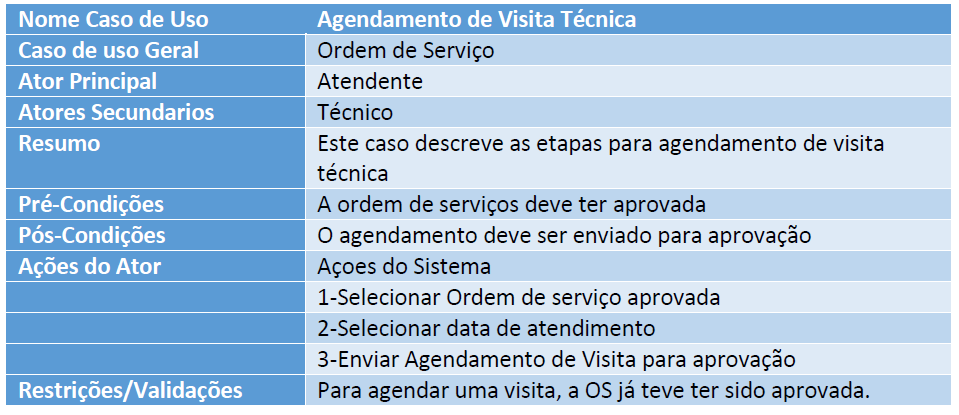 Nome Caso de Uso Agendamento de Visita Técnica
Caso de uso Geral Ordem de Serviço
Ator Principal Atendente
Atores Secundarios Técnico
Resumo Este caso descreve as etapas para agendamento de visita
técnica
Pré-Condições A ordem de serviços deve ter aprovada
Pós-Condições O agendamento deve ser enviado para aprovação
Ações do Ator Açoes do Sistema
1-Selecionar Ordem de serviço aprovada
2-Selecionar data de atendimento
3-Enviar Agendamento de Visita para aprovação
Restrições/Validações Para agendar uma visita, a OS já teve ter sido aprovada.